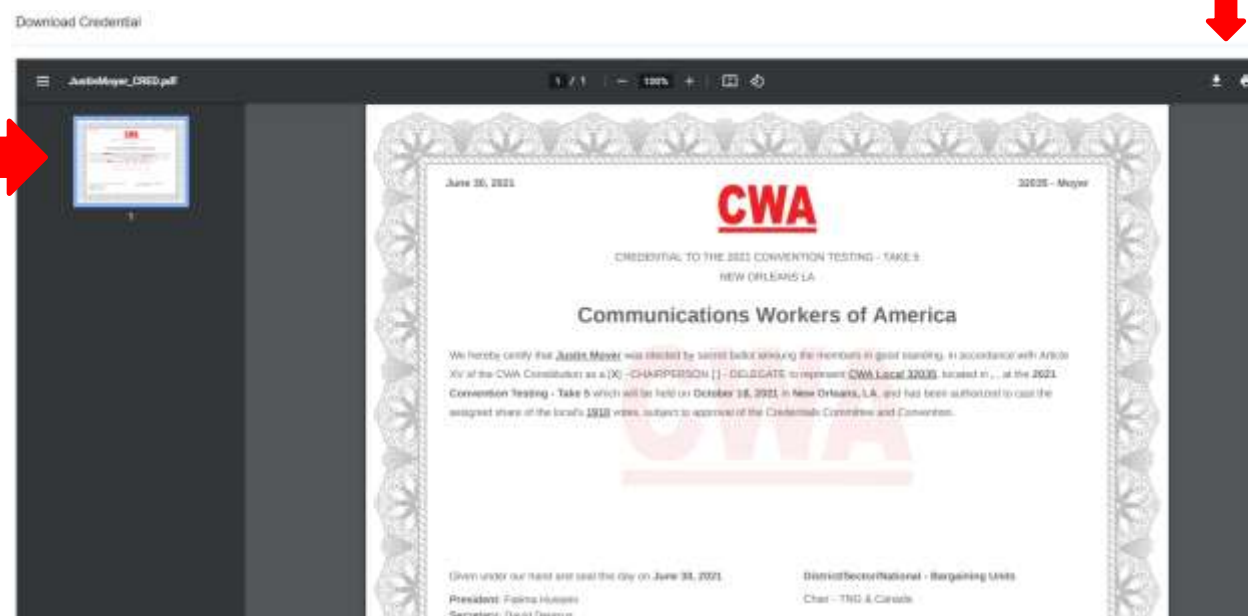 Download Credential
JustinMoyer_CRED.pdf
1 / 1
100%
1
June 30, 2021
32035 - Moyer
CWA
CREDENTIAL TO THE 2021 CONVENTION TESTING - TAKE 5
NEW ORLEANS LA
Communications Workers of America
We hereby certify that Justin Moyer was elected by secret ballot among the members in good standing, in accordance with Article
XV of the CWA Constitution as a [X] - CHAIRPERSON [ ] - DELEGATE to represent CWA Local 32035, located in , , at the 2021
Convention Testing - Take 5 which will be held on October 18, 2021 in New Orleans, LA, and has been authorized to cast the
assigned share of the local's 1910 votes, subject to approval of the Credentials Committee and Convention.
CWA
Given under our hand and seal this day on June 30, 2021
District/Sector/National - Bargaining Units
President: Fatima Hussein
Chair - TNG & Canada
Secretary: David